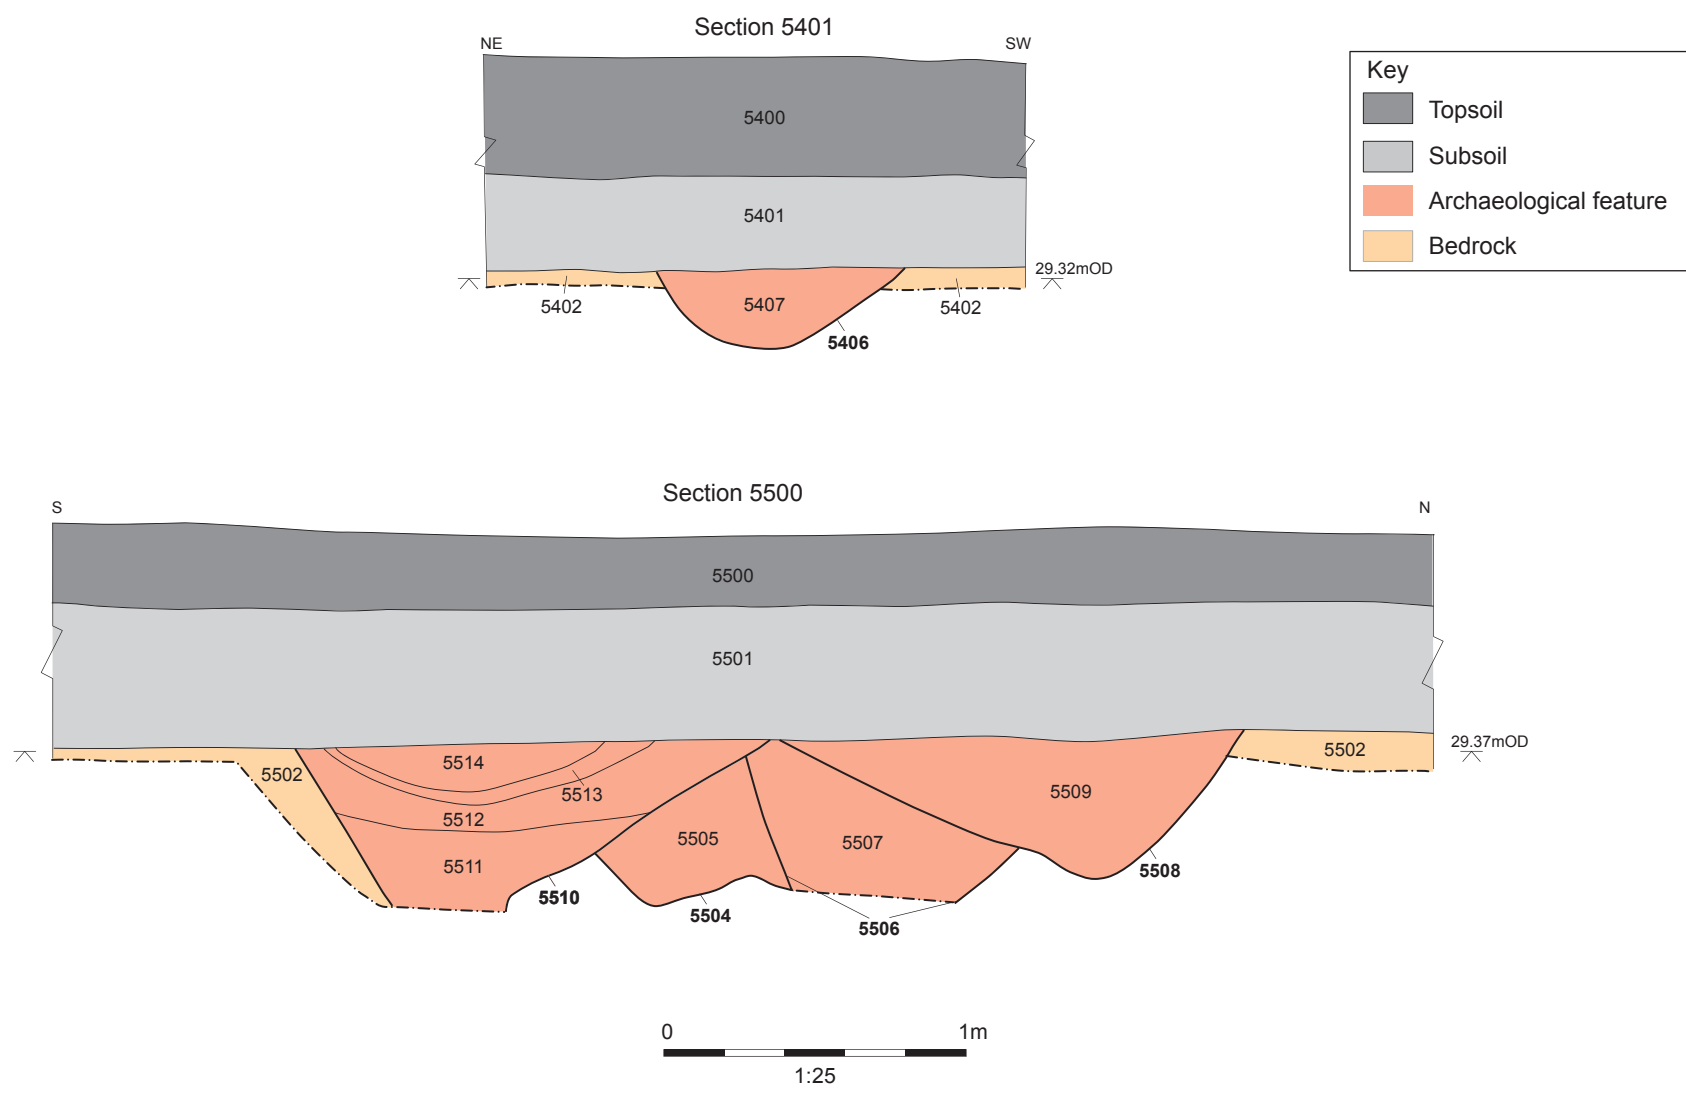 Section 5401
NE
SW
5400
5401
29.32mOD
5402
5407
5402
5406
Key
Topsoil
Subsoil
Archaeological feature
Bedrock
Section 5500
S
N
5500
5501
29.37mOD
5502
5502
5514
5513
5512
5511
5510
5505
5504
5507
5506
5509
5508
0 1m
1:25